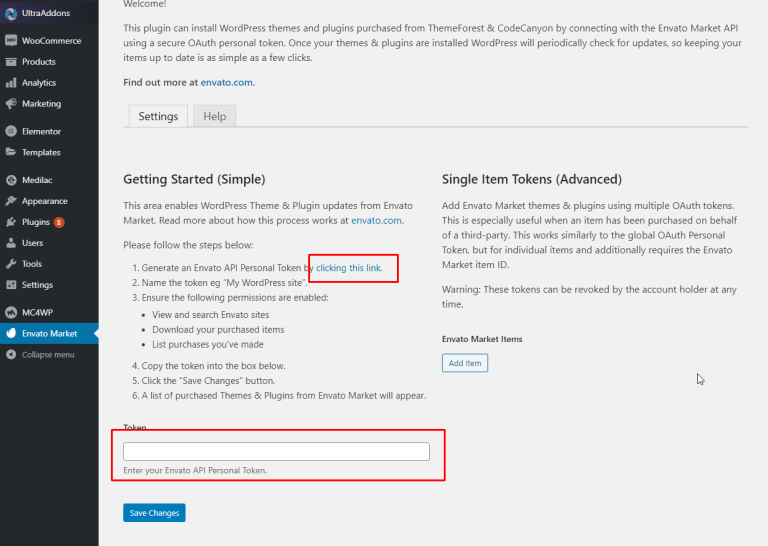 UltraAddons
WooCommerce
Products
Analytics
Marketing
Elementor
Templates
Medilac
Appearance
Plugins 8
Users
Tools
Settings
MC4WP
Envato Market
Collapse menu
Welcome!
This plugin can install WordPress themes and plugins purchased from ThemeForest & CodeCanyon by connecting with the Envato Market API
using a secure OAuth personal token. Once your themes & plugins are installed WordPress will periodically check for updates, so keeping your
items up to date is as simple as a few clicks.
Find out more at envato.com.
Settings Help
Getting Started (Simple)
This area enables WordPress Theme & Plugin updates from Envato
Market. Read more about how this process works at envato.com.
Please follow the steps below:
1. Generate an Envato API Personal Token by clicking this link.
2. Name the token eg "My WordPress site".
3. Ensure the following permissions are enabled:
• View and search Envato sites
• Download your purchased items
• List purchases you've made
4. Copy the token into the box below.
5. Click the "Save Changes" button.
6. A list of purchased Themes & Plugins from Envato Market will appear.
Token
Enter your Envato API Personal Token.
Save Changes
Single Item Tokens (Advanced)
Add Envato Market themes & plugins using multiple OAuth tokens.
This is especially useful when an item has been purchased on behalf
of a third-party. This works similarly to the global OAuth Personal
Token, but for individual items and additionally requires the Envato
Market item ID.
Warning: These tokens can be revoked by the account holder at any
time.
Envato Market Items
Add Item